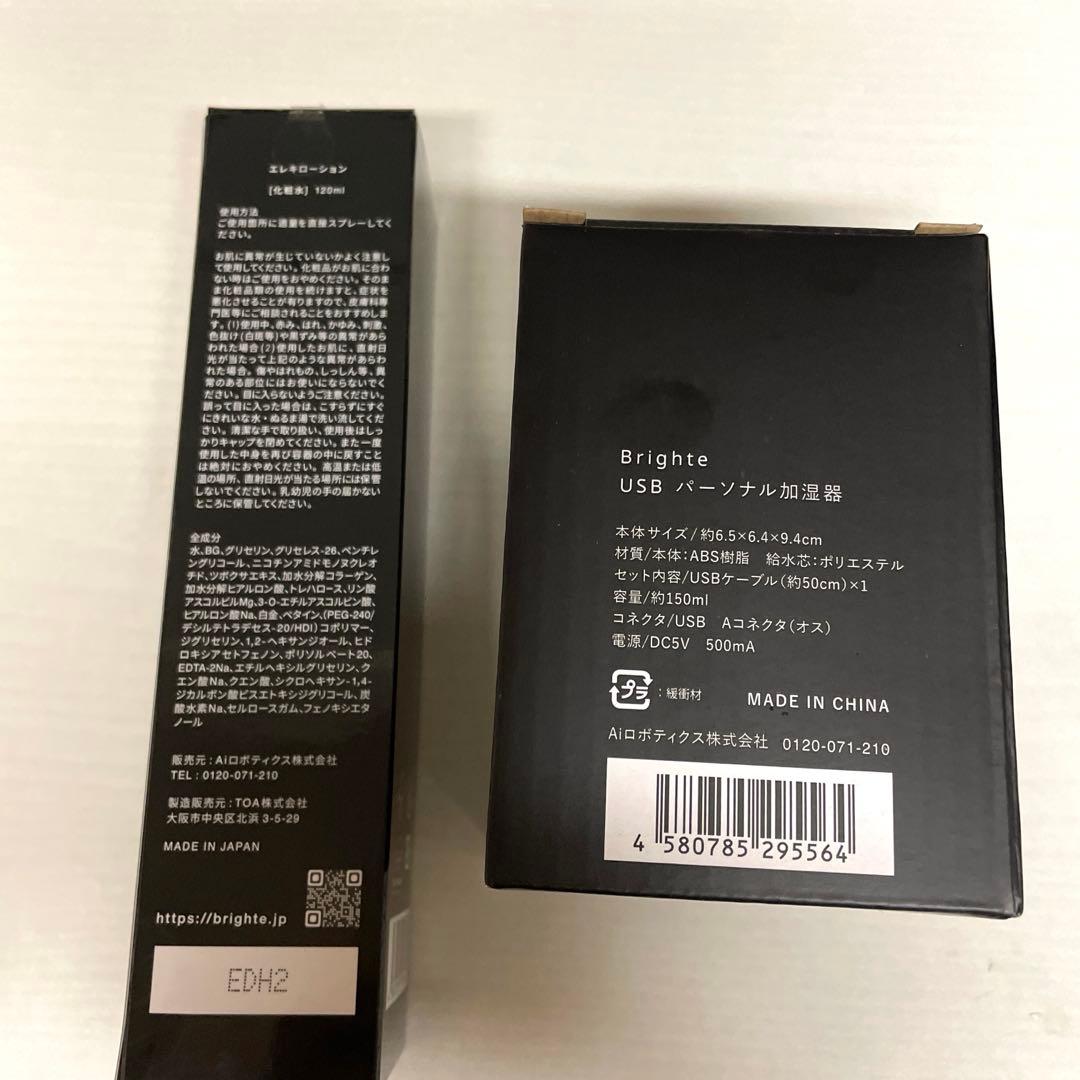 エレキローション
[化粧水] 120ml
使用方法
ご使用箇所に適量を直接スプレーしてく
ださい。
お肌に異常が生じていないかよく注意し
て使用してください。化粧品がお肌に合わ
ない時はご使用をおやめください。そのま
ま化粧品類の使用を続けますと、症状を
悪化させることが有りますので、皮膚科専
門医等にご相談されることをおすすめしま
す。(1)使用中、赤み、はれ、かゆみ、刺激、
色抜け(白斑等)や黒ずみ等の異常があら
われた場合(2)使用したお肌に、直射日
光が当たって上記のような異常があらわ
れた場合。傷やはれもの、しっしん等、異
常のある部位にはお使いにならないでく
ださい。目に入らないようご注意ください。
誤って目に入った場合は、こすらずにすぐ
にきれいな水・ぬるま湯で洗い流してくだ
さい。清潔な手で取り扱い、使用後はしっ
かりキャップを閉めてください。また一度
使用した中身を再び容器の中に戻すこと
は絶対におやめください。高温または低
温の場所、直射日光が当たる場所には保管
しないでください。乳幼児の手の届かない
ところに保管してください。
全成分
水、BG、グリセリン、グリセレス-26、ペンチレ
ングリコール、ニコチンアミドモノヌクレオ
チド、ツボクサエキス、加水分解コラーゲン、
加水分解ヒアルロン酸、トレハロース、リン酸
アスコルビルMg、3-O-エチルアスコルビン酸、
ヒアルロン酸Na、白金、ベタイン、(PEG-240/
デシルテトラデセス-20/HDI)コポリマー、
ジグリセリン、1,2-ヘキサンジオール、ヒド
ロキシアセトフェノン、ポリソルベート20、
EDTA-2Na、エチルヘキシルグリセリン、ク
エン酸Na、クエン酸、シクロヘキサン-1,4-
ジカルボン酸ビスエトキシジグリコール、炭
酸水素Na、セルロースガム、フェノキシエタ
ノール
販売元：Aiロボティクス株式会社
TEL：0120-071-210
製造販売元：TOA株式会社
大阪市中央区北浜 3-5-29
MADE IN JAPAN
https://brighte.jp
EDH2
Brighte
USB パーソナル加湿器
本体サイズ/約6.5×6.4×9.4cm
材質/本体：ABS樹脂　給水芯：ポリエステル
セット内容/USBケーブル(約50cm)×1
容量/約150ml
コネクタ/USB　Aコネクタ(オス)
電源/DC5V　500mA
プラ：緩衝材　MADE IN CHINA
Aiロボティクス株式会社　0120-071-210
4 580785 295564